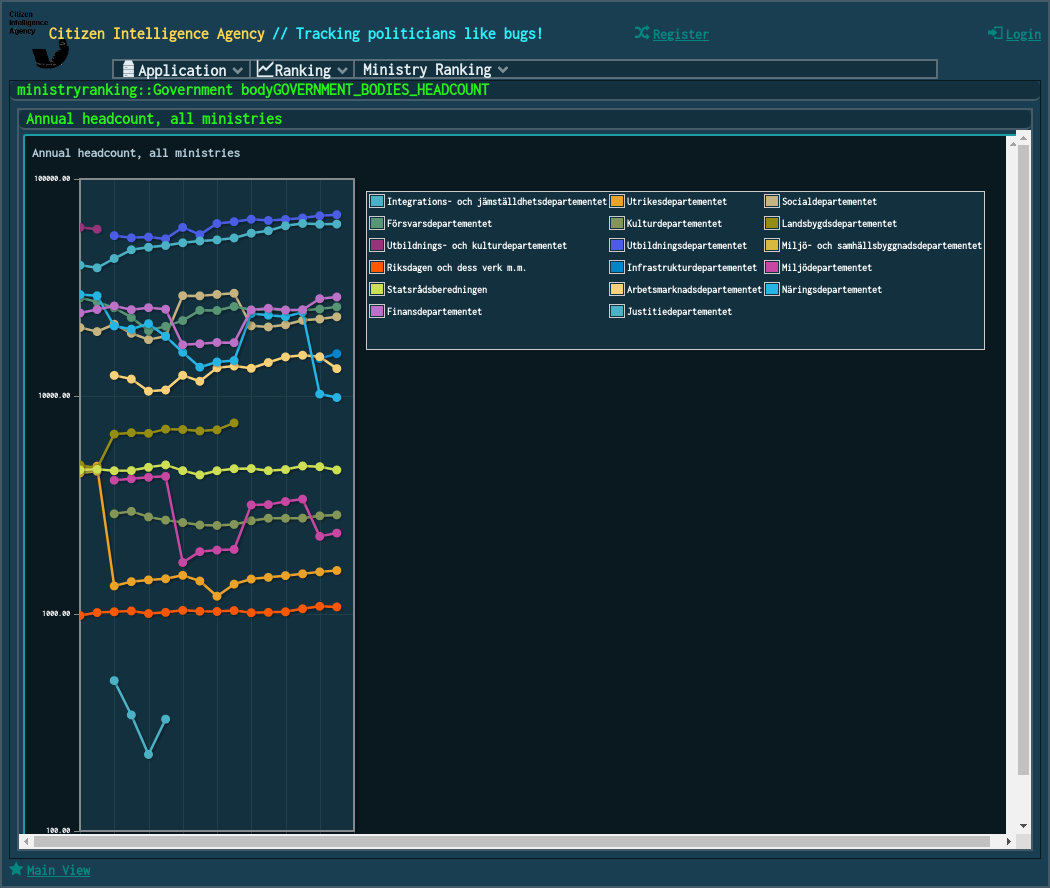 Citizen
Intelligence
Agency
Citizen Intelligence Agency // Tracking politicians like bugs!
Register
Login
Application
Ranking
Ministry Ranking
ministryranking::Government bodyGOVERNMENT_BODIES_HEADCOUNT
Annual headcount, all ministries
Annual headcount, all ministries
100000.00
10000.00
1000.00
100.00
Integrations- och jämställdhetsdepartementet Utrikesdepartementet Socialdepartementet
Försvarsdepartementet Kulturdepartementet Landsbygdsdepartementet
Utbildnings- och kulturdepartementet Utbildningsdepartementet Miljö- och samhällsbyggnadsdepartementet
Riksdagen och dess verk m.m. Infrastrukturdepartementet Miljödepartementet
Statsrådsberedningen Arbetsmarknadsdepartementet Näringsdepartementet
Finansdepartementet Justitiedepartementet
Main View